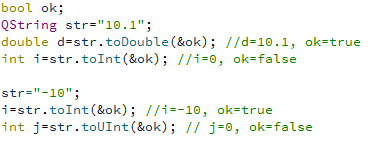 bool ok;
QString str="10.1";
double d=str.toDouble(&ok); //d=10.1, ok=true
int i=str.toInt(&ok); //i=0, ok=false
str="-10";
i=str.toInt(&ok); //i=-10, ok=true
int j=str.toUInt(&ok); // j=0, ok=false